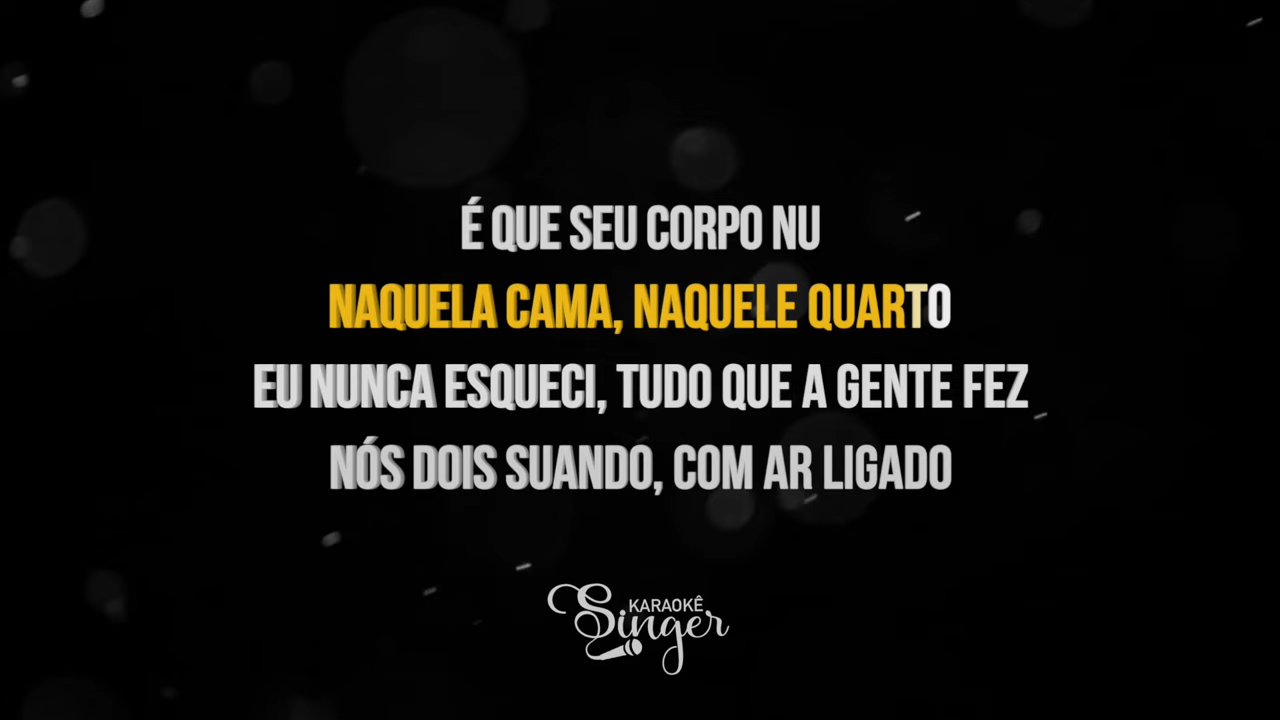 É QUE SEU CORPO NU
NAQUELA CAMA, NAQUELE QUARTO
EU NUNCA ESQUECI, TUDO QUE A GENTE FEZ
NÓS DOIS SUANDO, COM AR LIGADO
KARAOKÊ
Singer